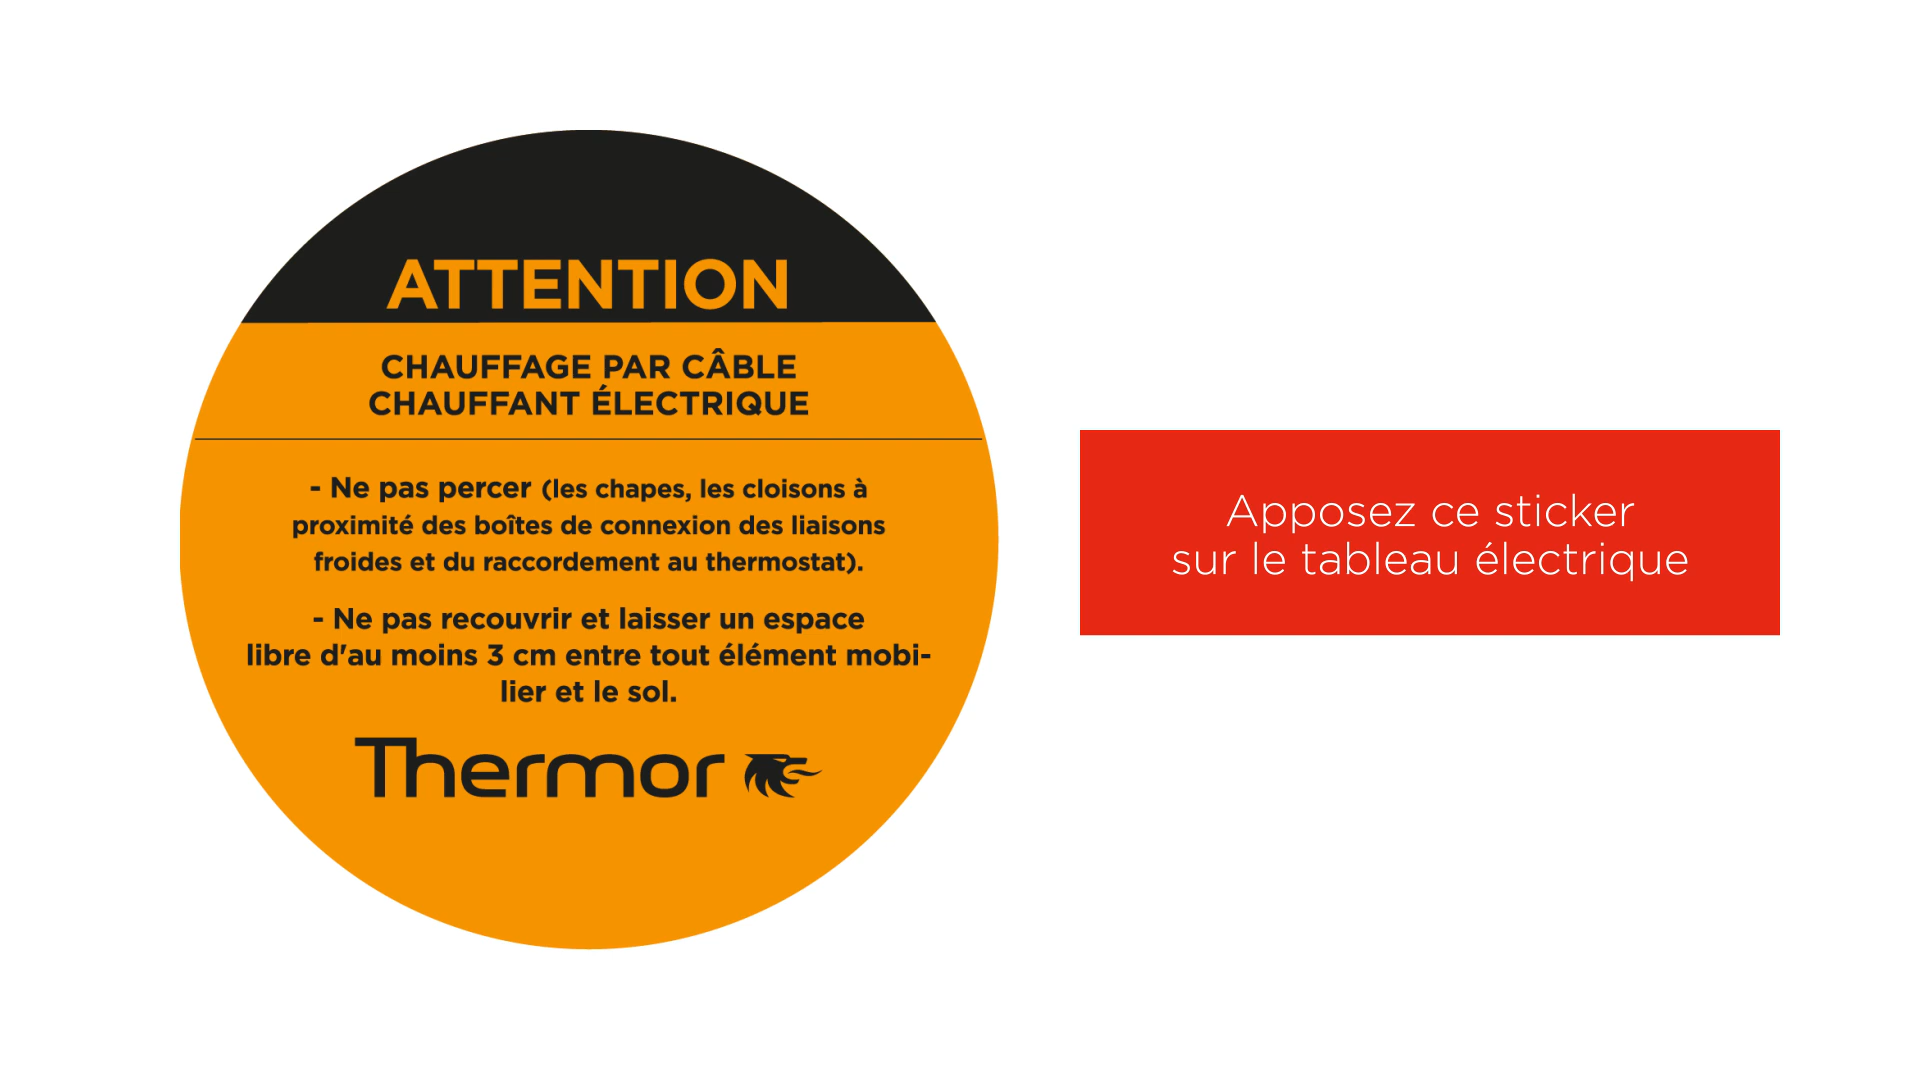 ATTENTION
CHAUFFAGE PAR CÂBLE
CHAUFFANT ÉLECTRIQUE
- Ne pas percer (les chapes, les cloisons à
proximité des boîtes de connexion des liaisons
froides et du raccordement au thermostat).
- Ne pas recouvrir et laisser un espace
libre d'au moins 3 cm entre tout élément mobi-
lier et le sol.
Thermor
Apposez ce sticker
sur le tableau électrique